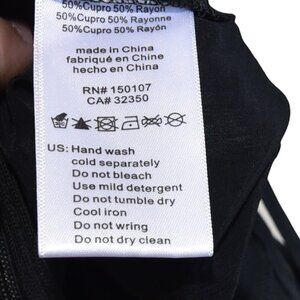 50%Cupro 50% Rayon
50%Cupro 50% Rayonne
50%Cupro 50% Rayón
made in China
fabriqué en Chine
hecho en China
RN# 150107
CA# 32350
US: Hand wash
cold separately
Do not bleach
Use mild detergent
Do not tumble dry
Cool iron
Do not wring
Do not dry clean